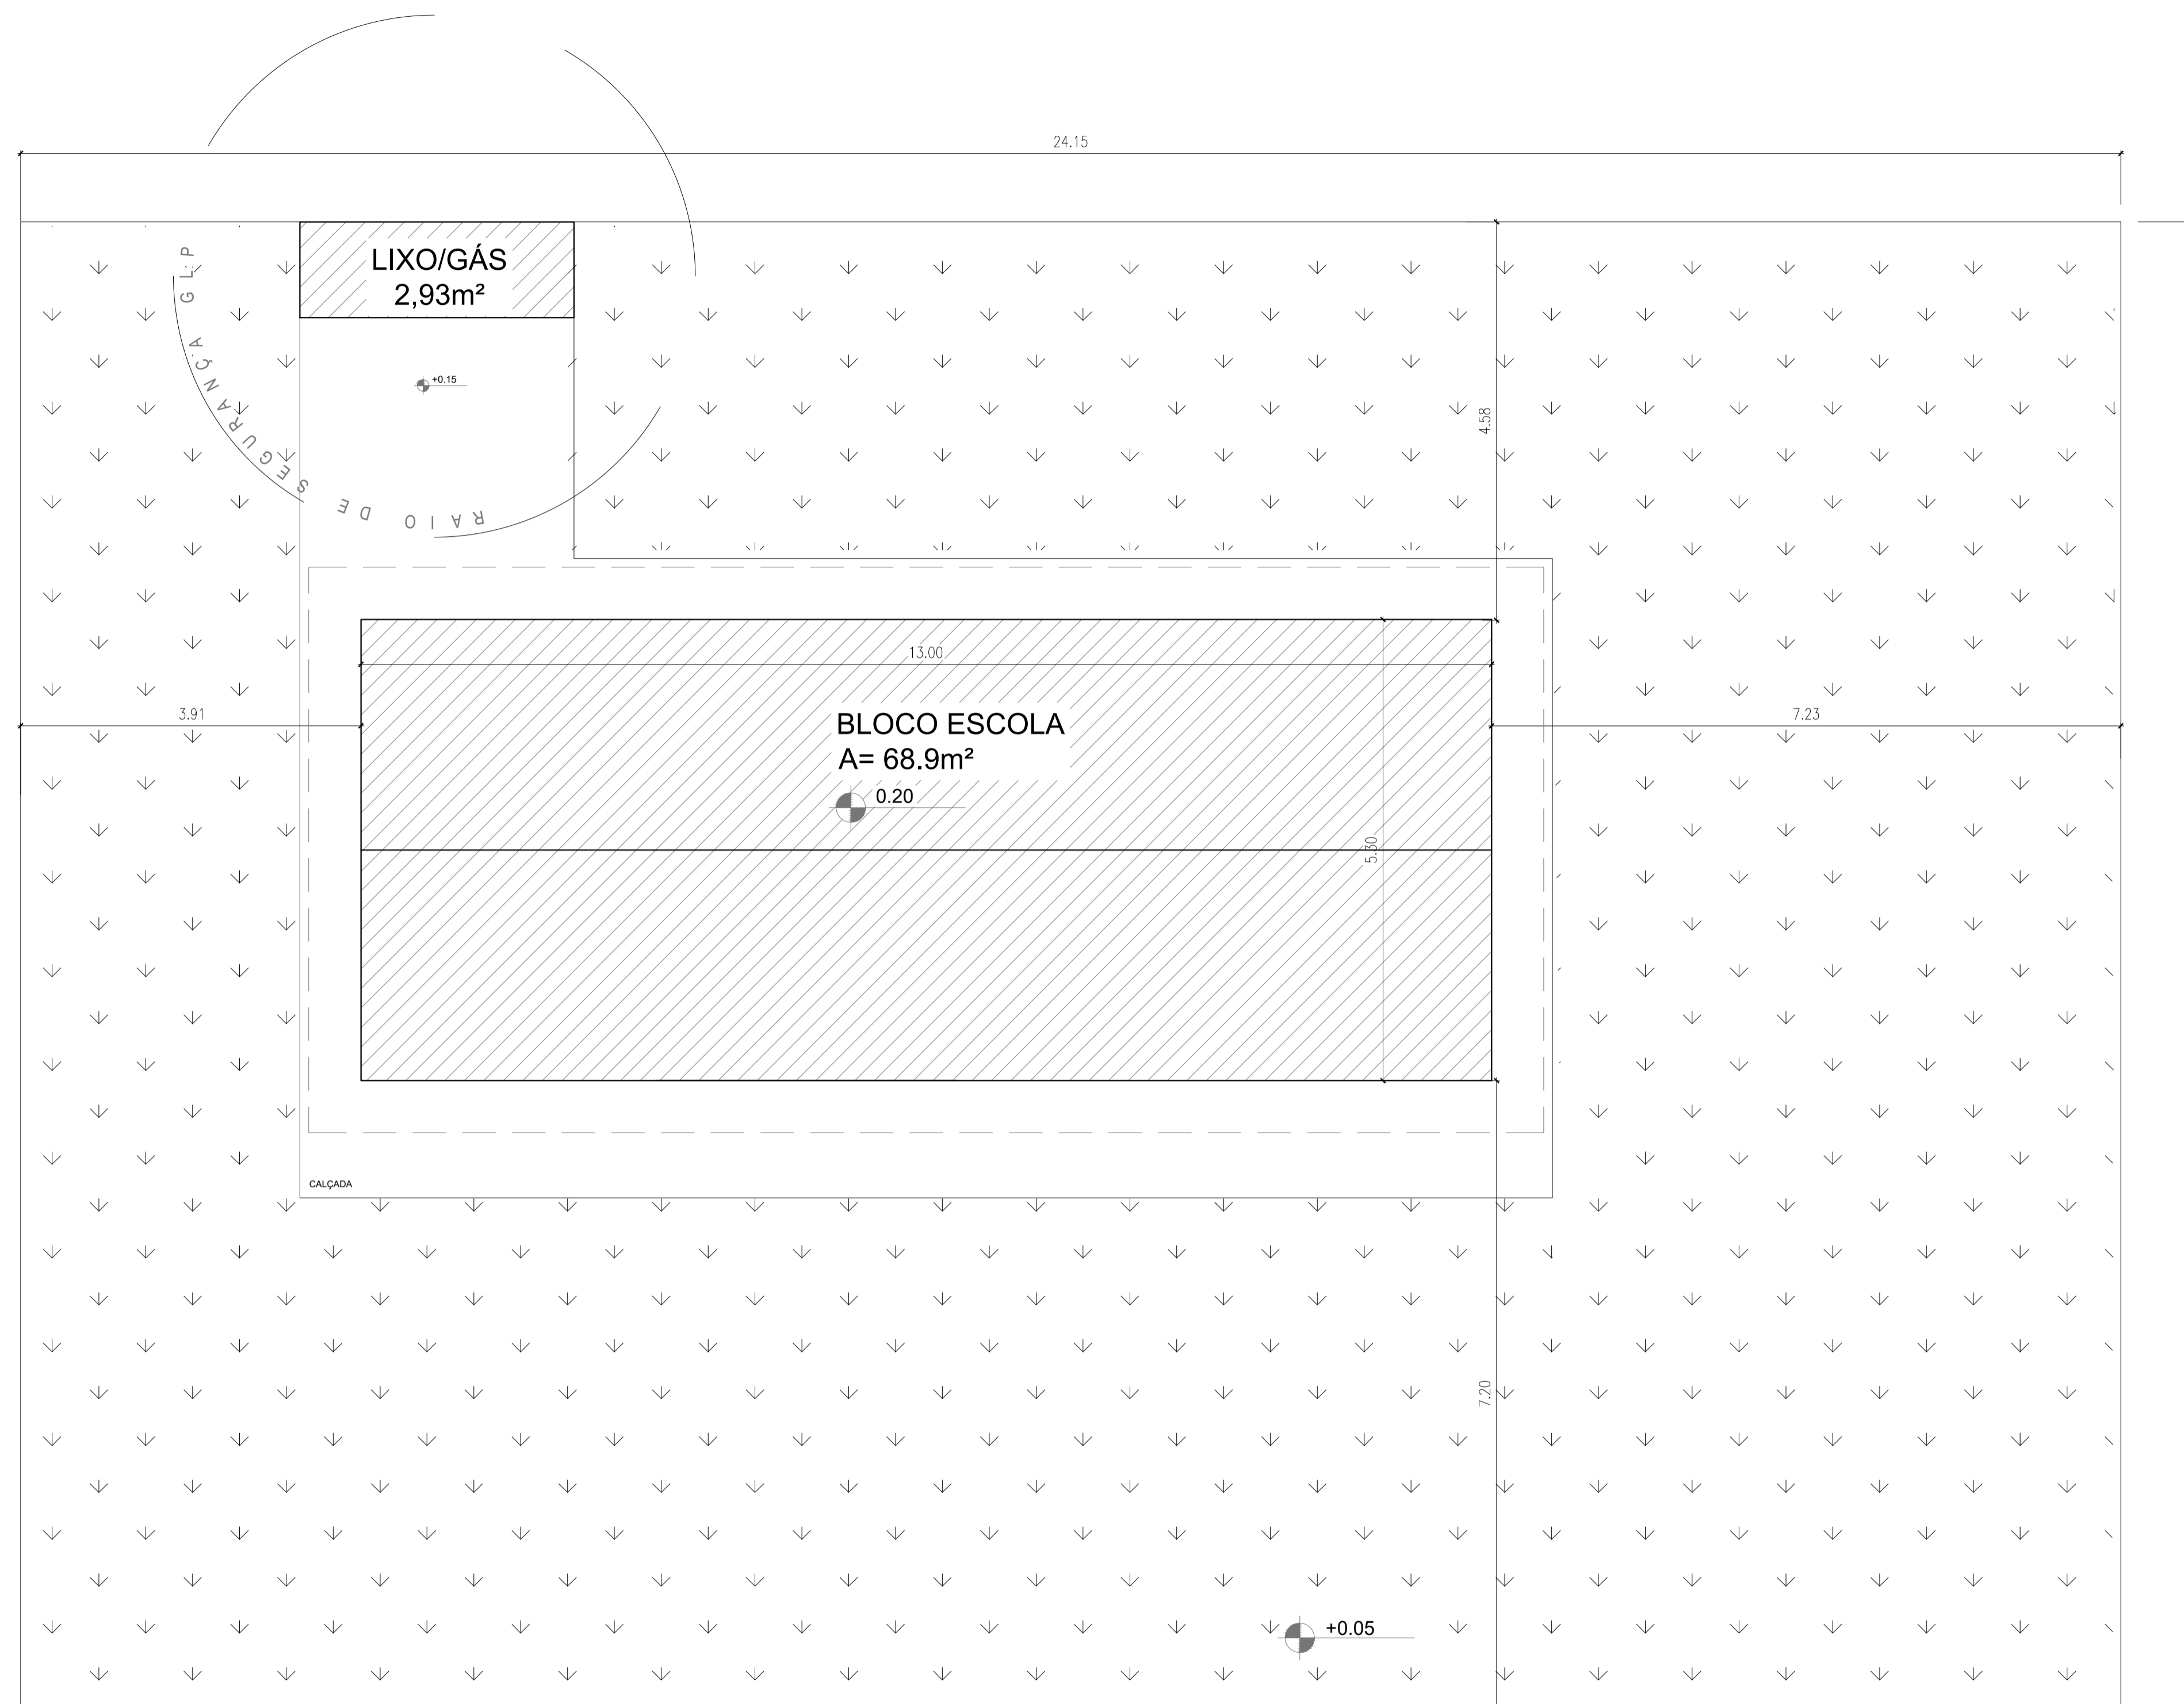 24.15
LIXO/GÁS
2,93m²
+0.15
RAIO DE SEGURANÇA GLP
4.58
13.00
3.91
7.23
BLOCO ESCOLA
A= 68.9m²
0.20
5.30
CALÇADA
7.20
+0.05